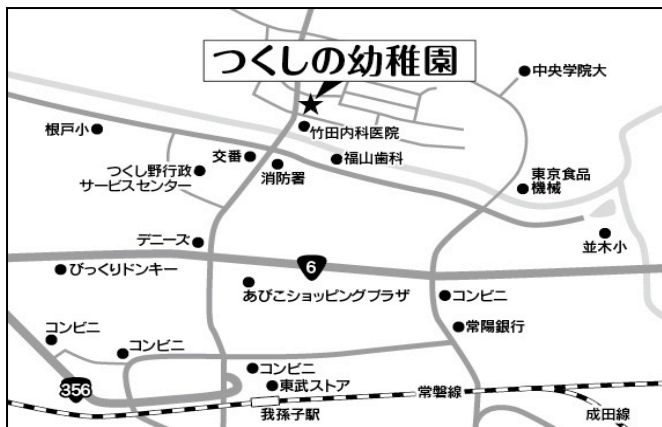 つくしの幼稚園
中央学院大
根戸小
竹田内科医院
交番
福山歯科
消防署
つくし野行政
サービスセンター
東京食品
機械
並木小
デニーズ
6
びっくりドンキー
あびこショッピングプラザ
コンビニ
常陽銀行
コンビニ
コンビニ
コンビニ
東武ストア
356
常磐線
我孫子駅
成田線